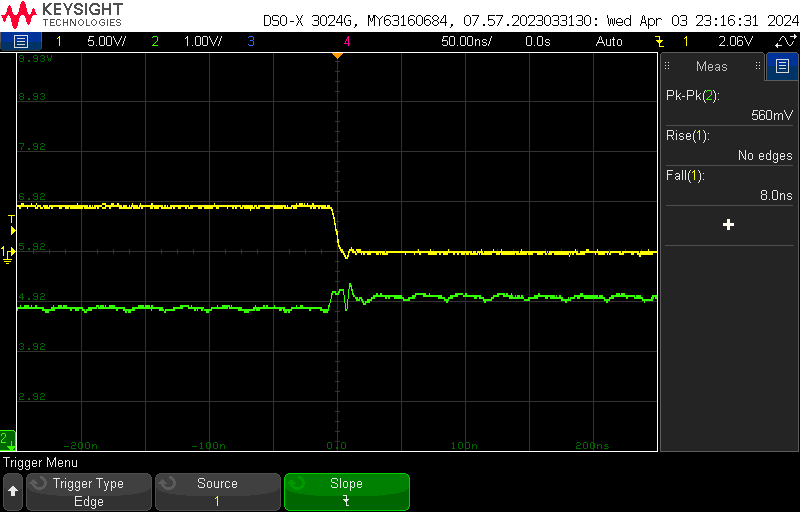 KEYSIGHT
TECHNOLOGIES
DSO-X 3024G, MY63160684, 07.57.2023033130: Wed Apr 03 23:16:31 2024
1 5.00V/ 2 1.00V/ 3 4 50.00ns/ 0.0s Auto 1 2.06V
9.93V
8.93
7.92
6.92
T
5.92
1
4.92
3.92
2.92
2
-200ns -100n 0.0 100n 200ns
Meas
Pk-Pk(2):
560mV
Rise(1):
No edges
Fall(1):
8.0ns
+
Trigger Menu
Trigger Type
Edge
Source
1
Slope